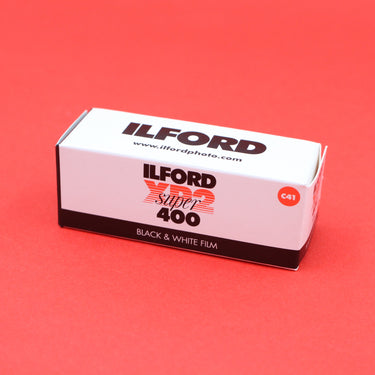 ILFORD
www.ilfordphoto.com
ILFORD
XP2
super
400
C41
BLACK & WHITE FILM